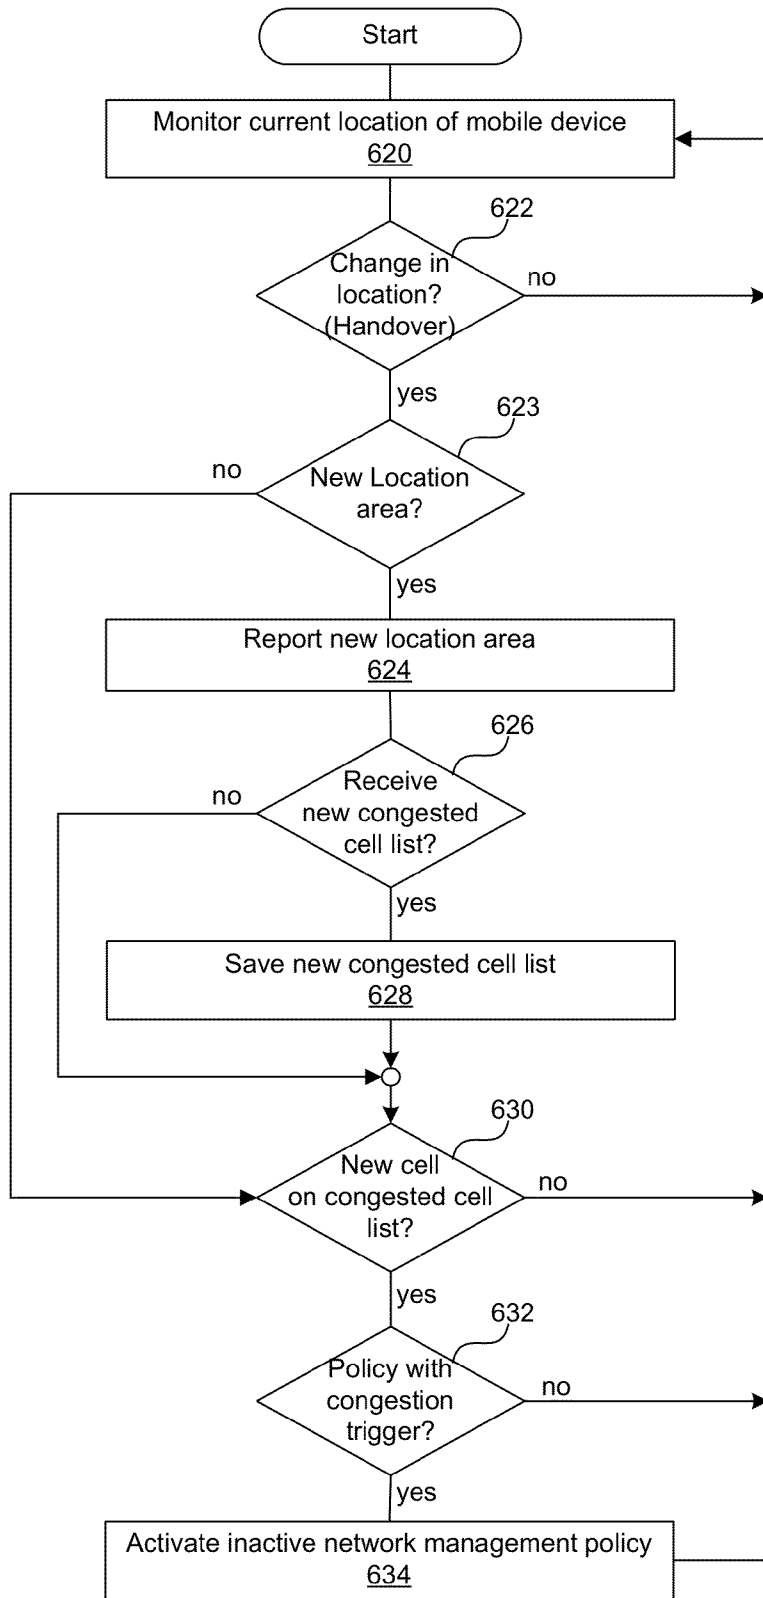 Start
Monitor current location of mobile device
620
622
Change in
location?
(Handover)
no
yes
623
no
New Location
area?
yes
Report new location area
624
626
no
Receive
new congested
cell list?
yes
Save new congested cell list
628
630
New cell
on congested cell
list?
no
yes
632
Policy with
congestion
trigger?
no
yes
Activate inactive network management policy
634